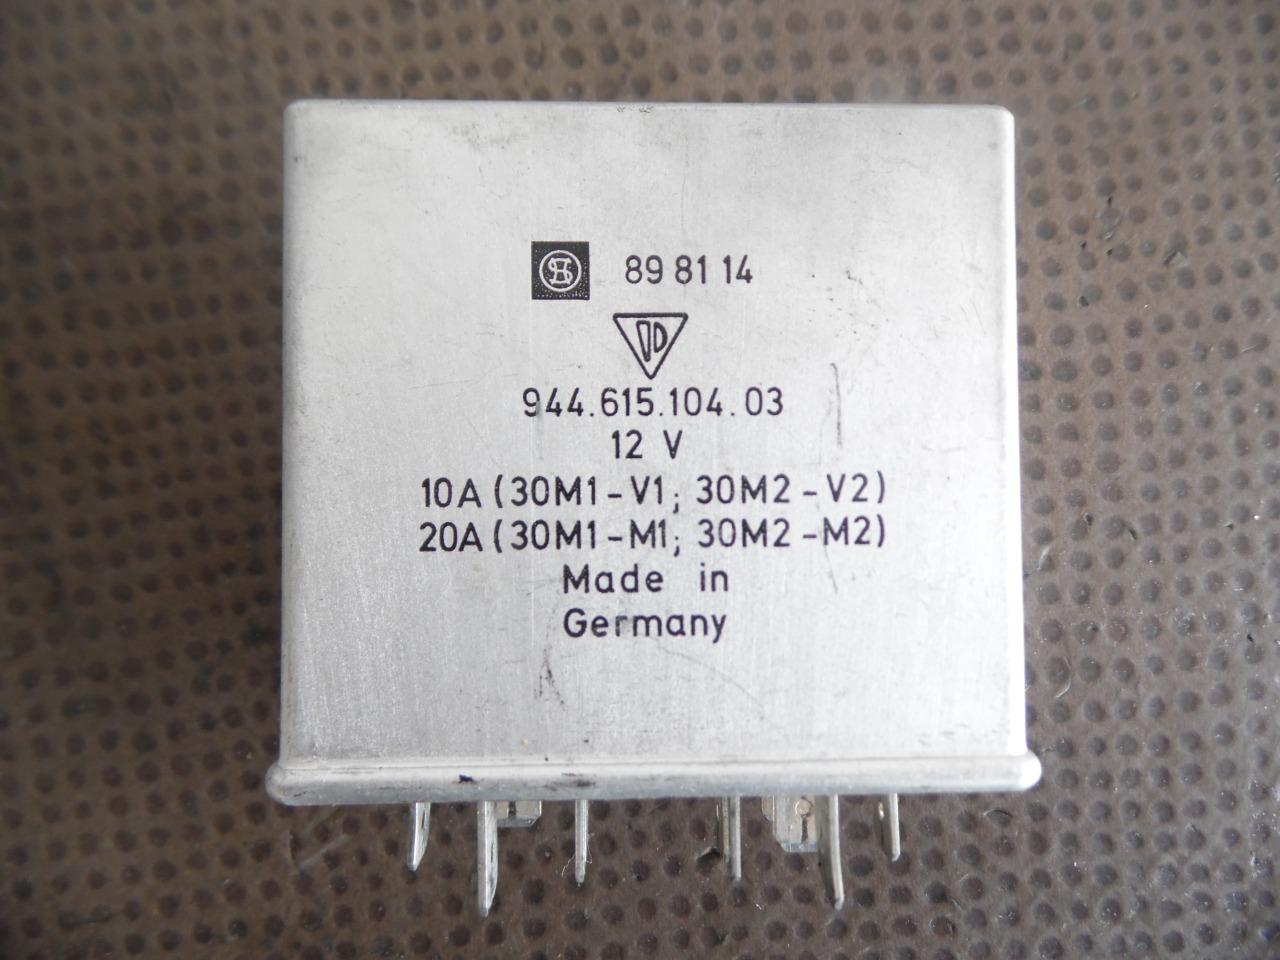 89 81 14
944.615.104.03
12 V
10A (30M1-V1; 30M2-V2)
20A (30M1-M1; 30M2-M2)
Made in
Germany